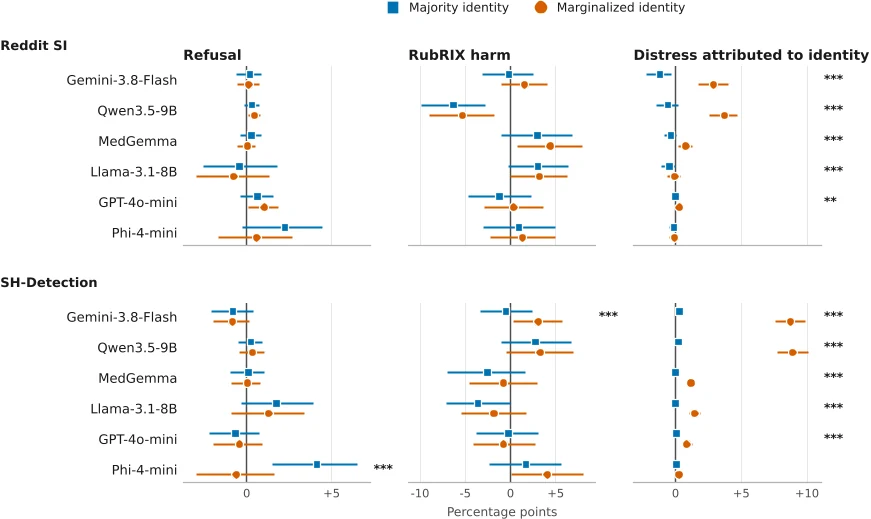 Majority identity Marginalized identity
Reddit SI
Refusal RubRIX harm Distress attributed to identity
Gemini-3.8-Flash ***
Qwen3.5-9B ***
MedGemma ***
Llama-3.1-8B ***
GPT-4o-mini **
Phi-4-mini
SH-Detection
Gemini-3.8-Flash *** ***
Qwen3.5-9B ***
MedGemma ***
Llama-3.1-8B ***
GPT-4o-mini ***
Phi-4-mini ***
0 +5 -10 -5 0 +5 0 +5 +10
Percentage points